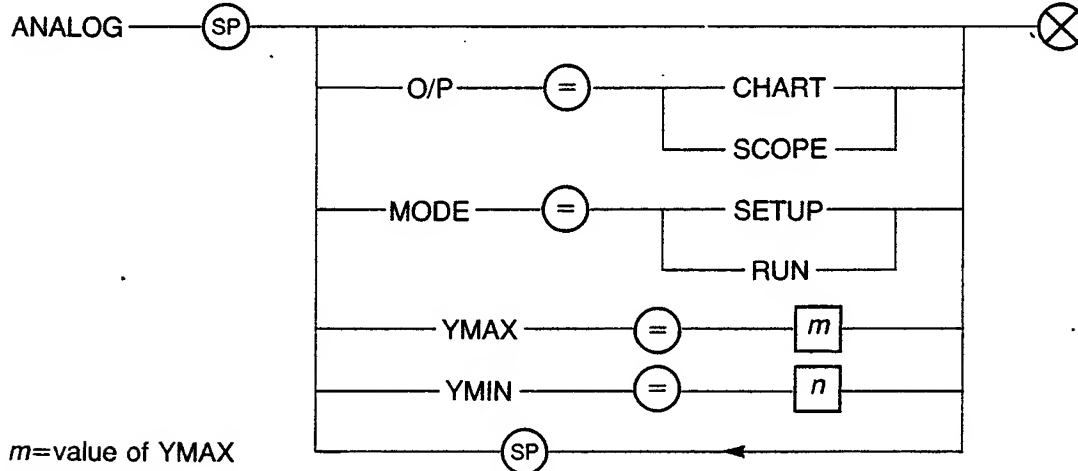 ANALOG SP
O/P = CHART
SCOPE
MODE = SETUP
RUN
YMAX = m
YMIN = n
m=value of YMAX SP